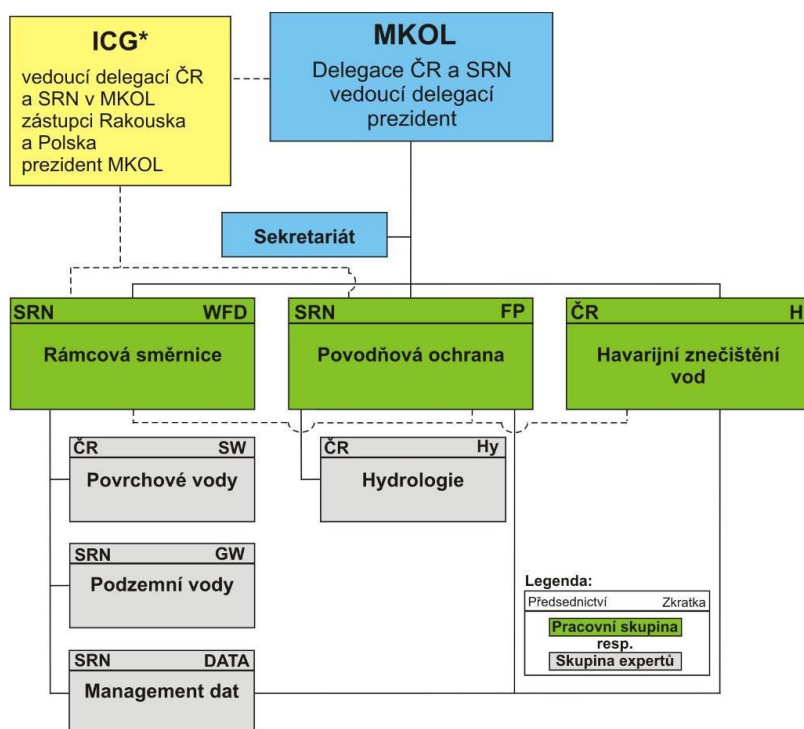 ICG*
vedoucí delegací ČR
a SRN v MKOL
zástupci Rakouska
a Polska
prezident MKOL
MKOL
Delegace ČR a SRN
vedoucí delegací
prezident
Sekretariát
SRN WFD
Rámcová směrnice
SRN FP
Povodňová ochrana
ČR H
Havarijní znečištění
vod
ČR SW
Povrchové vody
ČR Hy
Hydrologie
SRN GW
Podzemní vody
SRN DATA
Management dat
Legenda:
Předsednictví Zkratka
Pracovní skupina
resp.
Skupina expertů